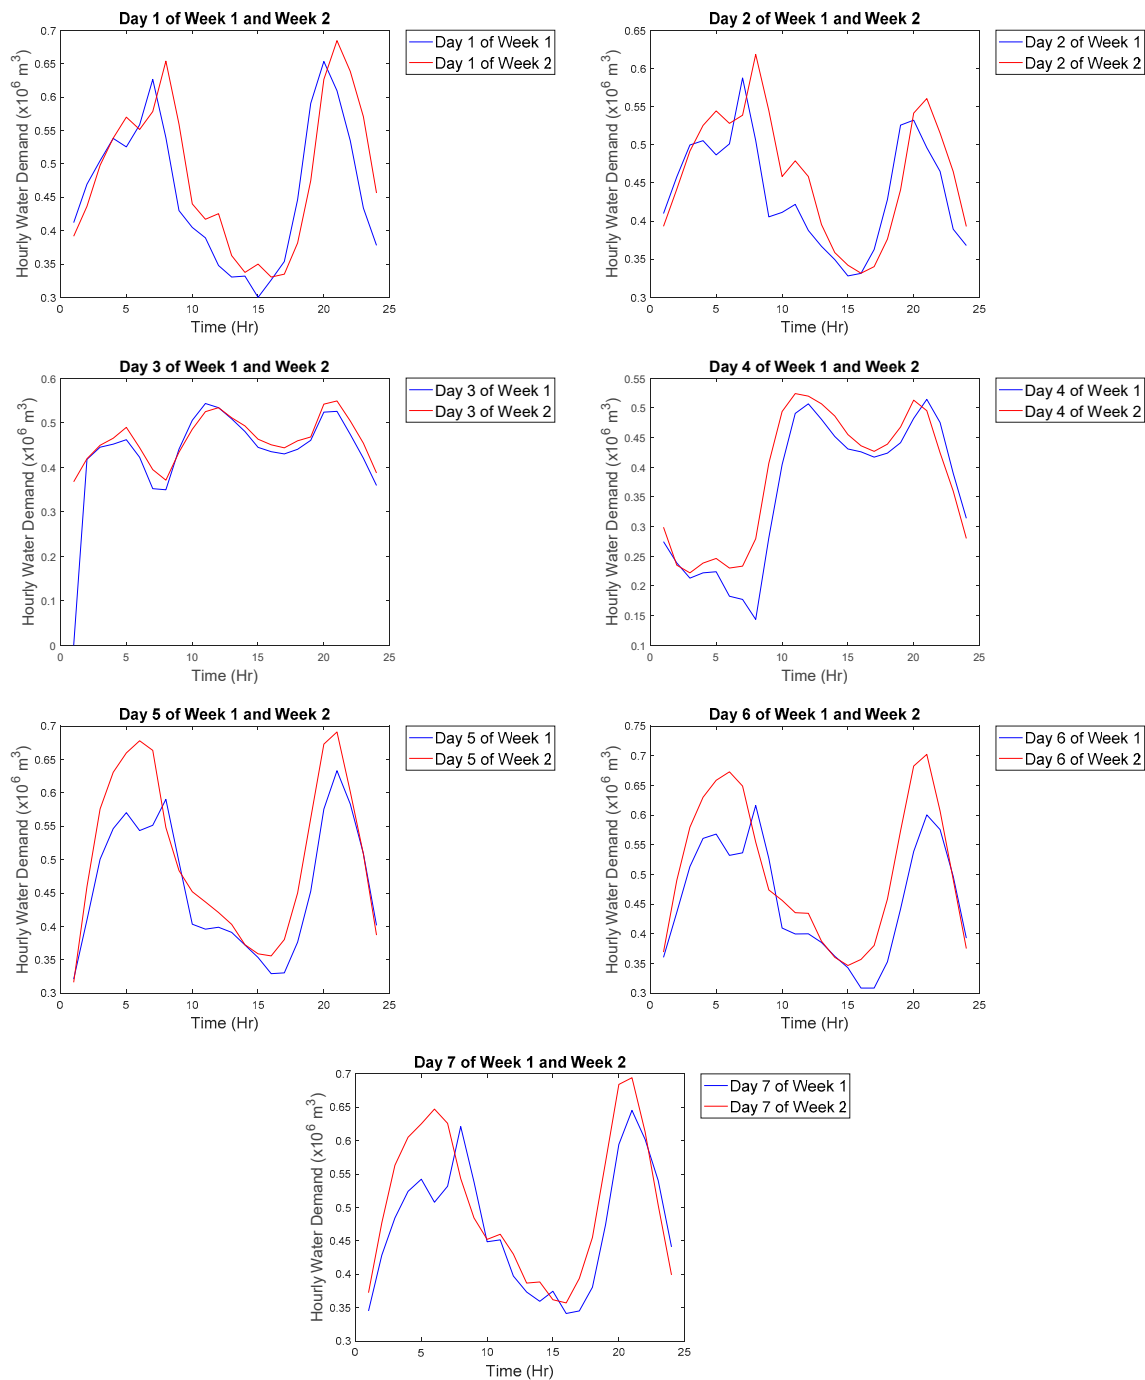 Day 1 of Week 1 and Week 2
Hourly Water Demand (x10^6 m^3)
0.7
0.65
0.6
0.55
0.5
0.45
0.4
0.35
0.3
0 5 10 15 20 25
Time (Hr)
Day 1 of Week 1
Day 1 of Week 2
Day 2 of Week 1 and Week 2
Hourly Water Demand (x10^6 m^3)
0.65
0.6
0.55
0.5
0.45
0.4
0.35
0.3
0 5 10 15 20 25
Time (Hr)
Day 2 of Week 1
Day 2 of Week 2
Day 3 of Week 1 and Week 2
Hourly Water Demand (x10^6 m^3)
0.6
0.5
0.4
0.3
0.2
0.1
0
0 5 10 15 20 25
Time (Hr)
Day 3 of Week 1
Day 3 of Week 2
Day 4 of Week 1 and Week 2
Hourly Water Demand (x10^6 m^3)
0.55
0.5
0.45
0.4
0.35
0.3
0.25
0.2
0.15
0.1
0 5 10 15 20 25
Time (Hr)
Day 4 of Week 1
Day 4 of Week 2
Day 5 of Week 1 and Week 2
Hourly Water Demand (x10^6 m^3)
0.7
0.65
0.6
0.55
0.5
0.45
0.4
0.35
0.3
0 5 10 15 20 25
Time (Hr)
Day 5 of Week 1
Day 5 of Week 2
Day 6 of Week 1 and Week 2
Hourly Water Demand (x10^6 m^3)
0.75
0.7
0.65
0.6
0.55
0.5
0.45
0.4
0.35
0.3
0 5 10 15 20 25
Time (Hr)
Day 6 of Week 1
Day 6 of Week 2
Day 7 of Week 1 and Week 2
Hourly Water Demand (x10^6 m^3)
0.7
0.65
0.6
0.55
0.5
0.45
0.4
0.35
0.3
0 5 10 15 20 25
Time (Hr)
Day 7 of Week 1
Day 7 of Week 2